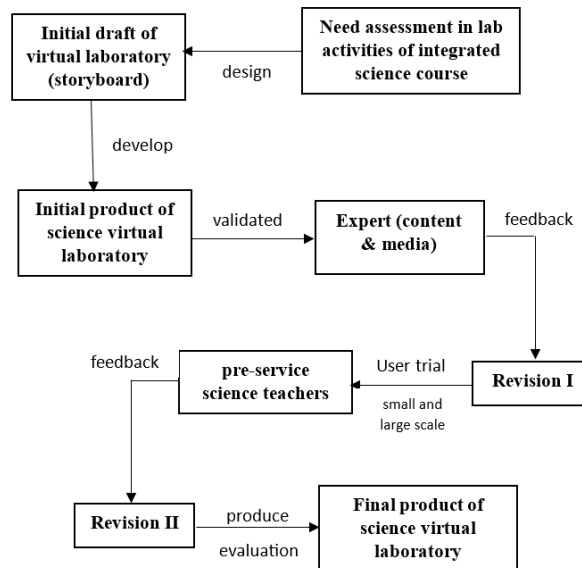 Initial draft of
virtual laboratory
(storyboard)
design
Need assessment in lab
activities of integrated
science course
develop
Initial product of
science virtual
laboratory
validated
Expert (content
& media)
feedback
Revision I
User trial
small and
large scale
pre-service
science teachers
feedback
Revision II
produce
evaluation
Final product of
science virtual
laboratory